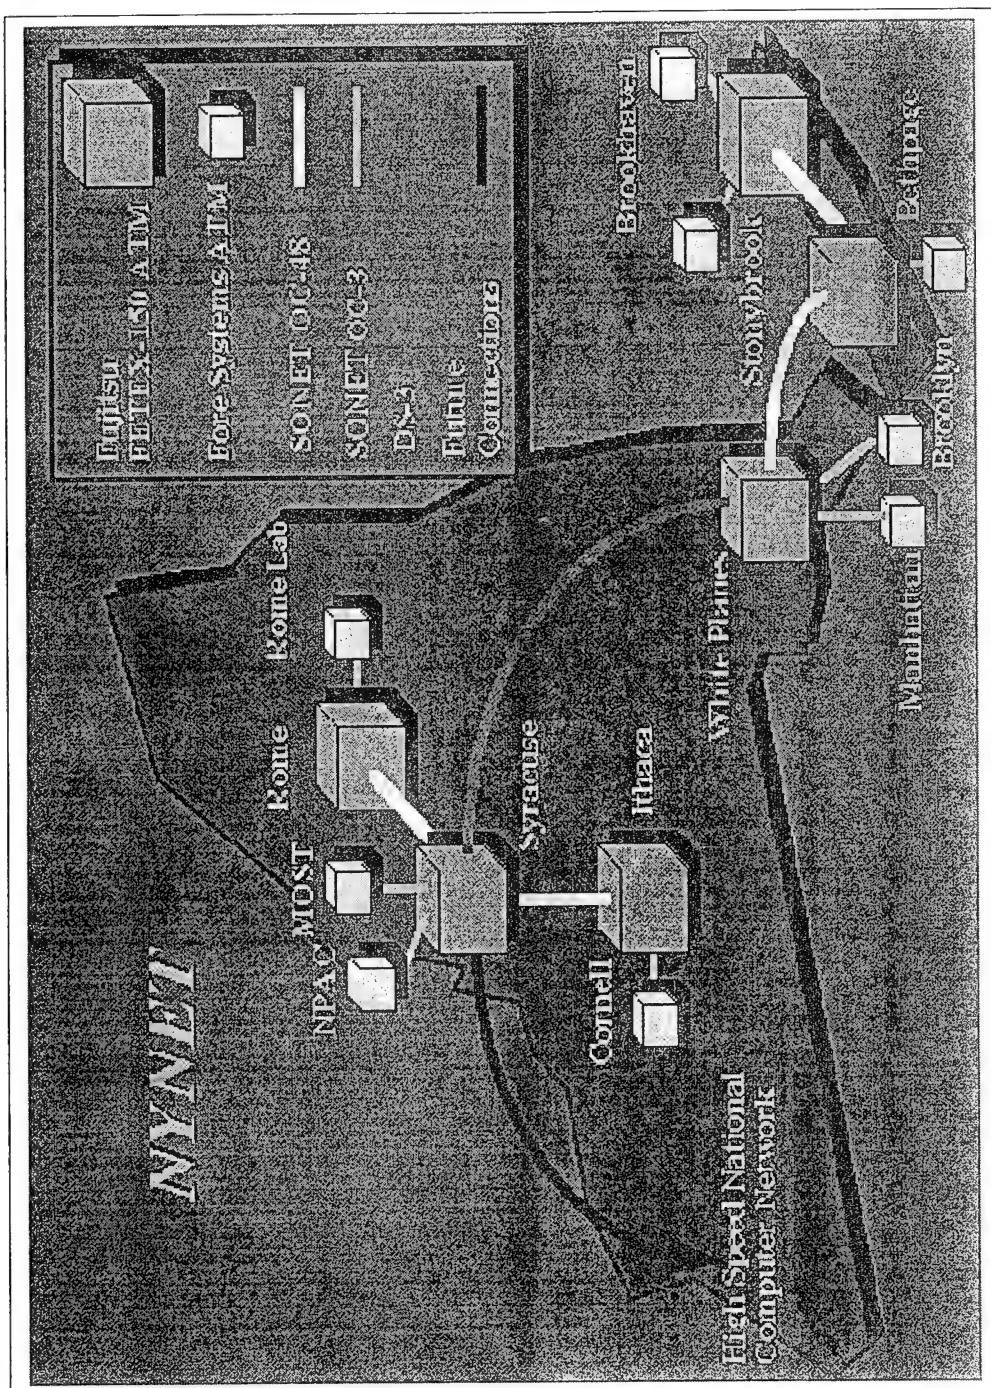 NYNET
Fujitsu
FETEX-150 ATM
Fore Systems ATM
SONET OC-48
SONET OC-3
DS-3
Future
Connections
Rome Lab
Rome
MOST
NPAC
Syracuse
Ithaca
Cornell
Brookhaven
Stonybrook
Bethpage
Brooklyn
White Planes
Manhattan
High Speed National
Computer Network